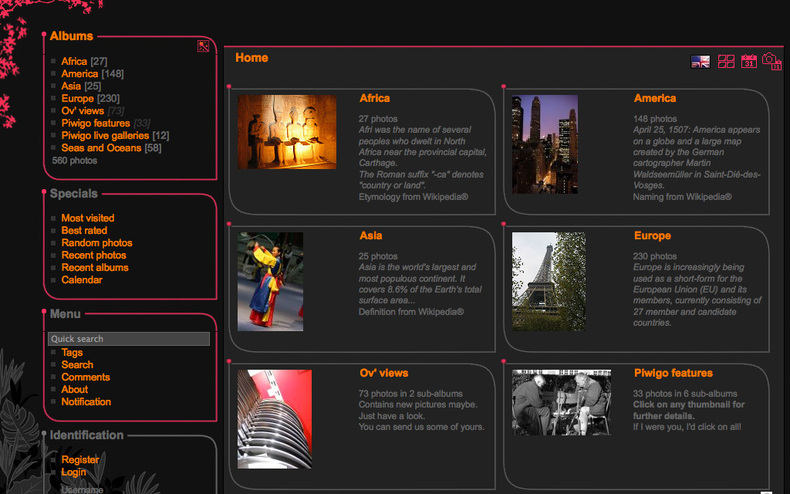 Albums
Africa [27]
America [148]
Asia [25]
Europe [230]
Ov' views [73]
Piwigo features [33]
Piwigo live galleries [12]
Seas and Oceans [58]
560 photos
Specials
Most visited
Best rated
Random photos
Recent photos
Recent albums
Calendar
Menu
Quick search
Tags
Search
Comments
About
Notification
Identification
Register
Login
Username
Home
31
Africa
27 photos
Afri was the name of several
peoples who dwelt in North
Africa near the provincial capital,
Carthage.
The Roman suffix "-ca" denotes
"country or land".
Etymology from Wikipedia®
America
148 photos
April 25, 1507: America appears
on a globe and a large map
created by the German
cartographer Martin
Waldseemüller in Saint-Dié-des-
Vosges.
Naming from Wikipedia®
Asia
25 photos
Asia is the world's largest and
most populous continent. It
covers 8.6% of the Earth's total
surface area...
Definition from Wikipedia®
Europe
230 photos
Europe is increasingly being
used as a short-form for the
European Union (EU) and its
members, currently consisting of
27 member and candidate
countries.
Ov' views
73 photos in 2 sub-albums
Contains new pictures maybe.
Just have a look.
You can send us some of yours.
Piwigo features
33 photos in 6 sub-albums
Click on any thumbnail for
further details.
If I were you, I'd click on all!